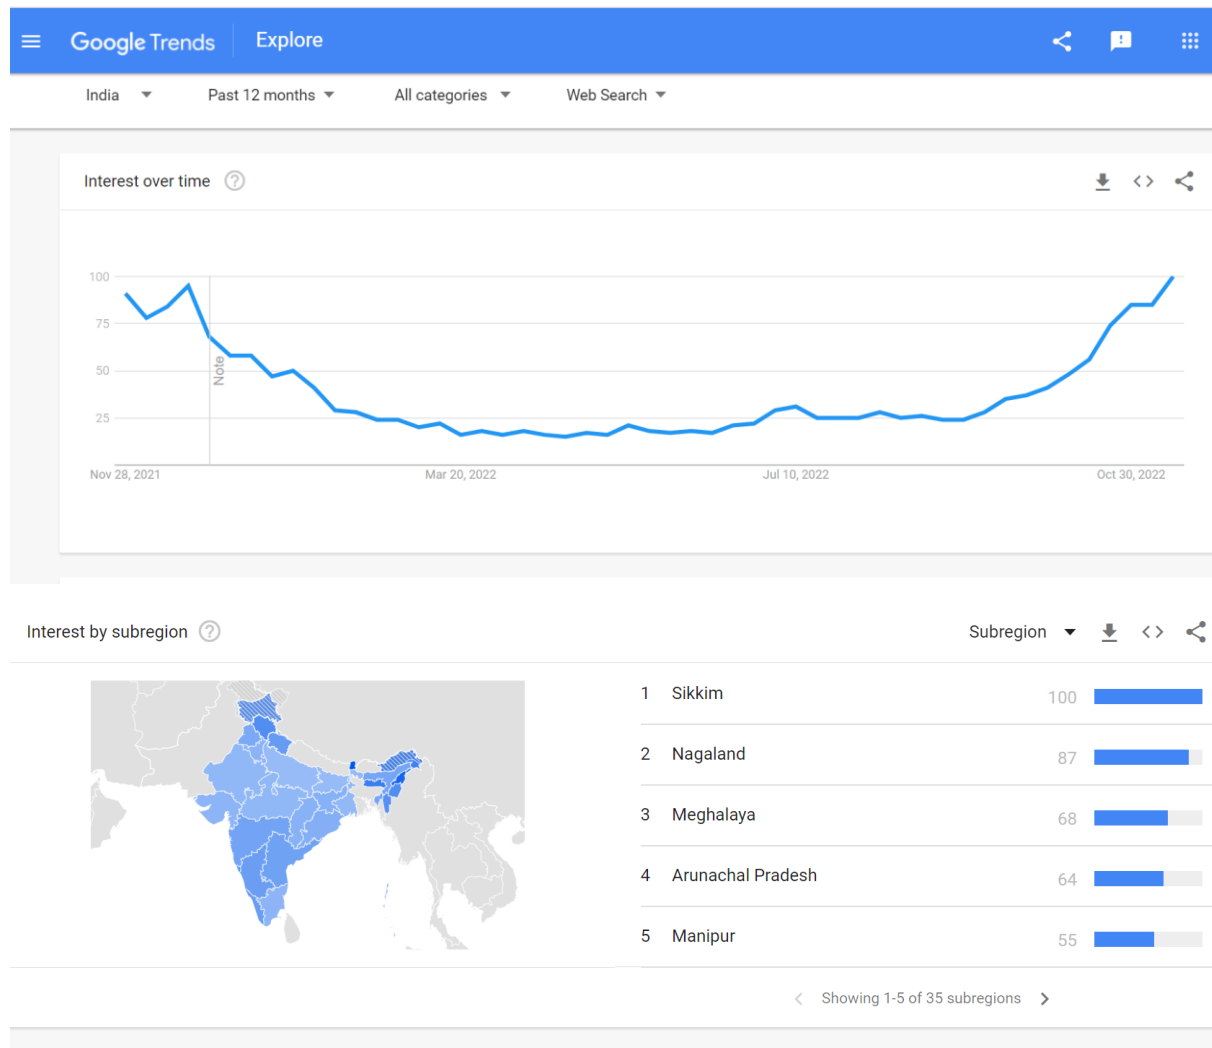 Google Trends Explore
India Past 12 months All categories Web Search
Interest over time ?
100
75
50
25
Note
Nov 28, 2021 Mar 20, 2022 Jul 10, 2022 Oct 30, 2022
Interest by subregion ? Subregion
1 Sikkim 100
2 Nagaland 87
3 Meghalaya 68
4 Arunachal Pradesh 64
5 Manipur 55
Showing 1-5 of 35 subregions